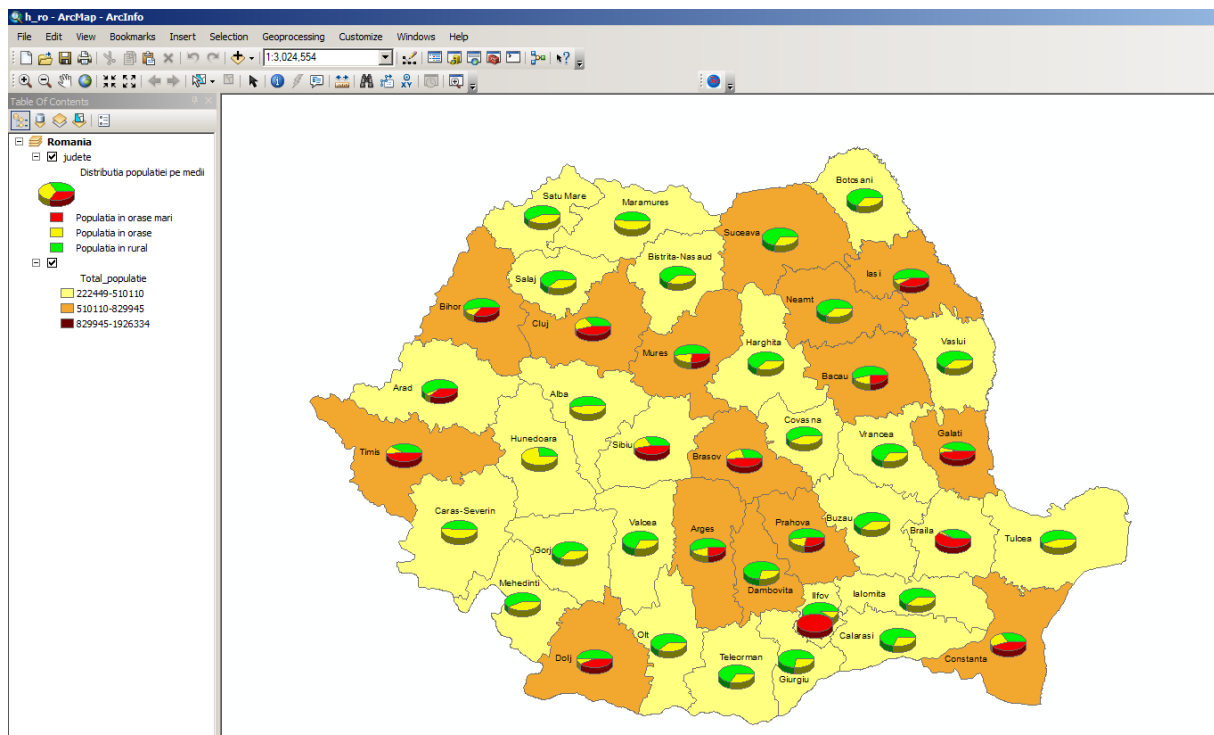 h_ro - ArcMap - ArcInfo
File Edit View Bookmarks Insert Selection Geoprocessing Customize Windows Help
1:3,024,554
Table Of Contents
Romania
judete
Distributia populatiei pe medii
Populatia in orase mari
Populatia in orase
Populatia in rural
Total_populatie
222449-510110
510110-829945
829945-1926334
Botosani
Satu Mare
Maramures
Suceava
Bistrita-Nasaud
Iasi
Salaj
Neamt
Bihor
Cluj
Vaslui
Harghita
Mures
Bacau
Arad
Alba
Covasna
Hunedoara
Vrancea
Galati
Sibiu
Timis
Brasov
Caras-Severin
Valcea
Arges
Prahova
Buzau
Braila
Tulcea
Gorj
Mehedinti
Dambovita
Ilfov
Ialomita
Olt
Calarasi
Dolj
Teleorman
Constanta
Giurgiu